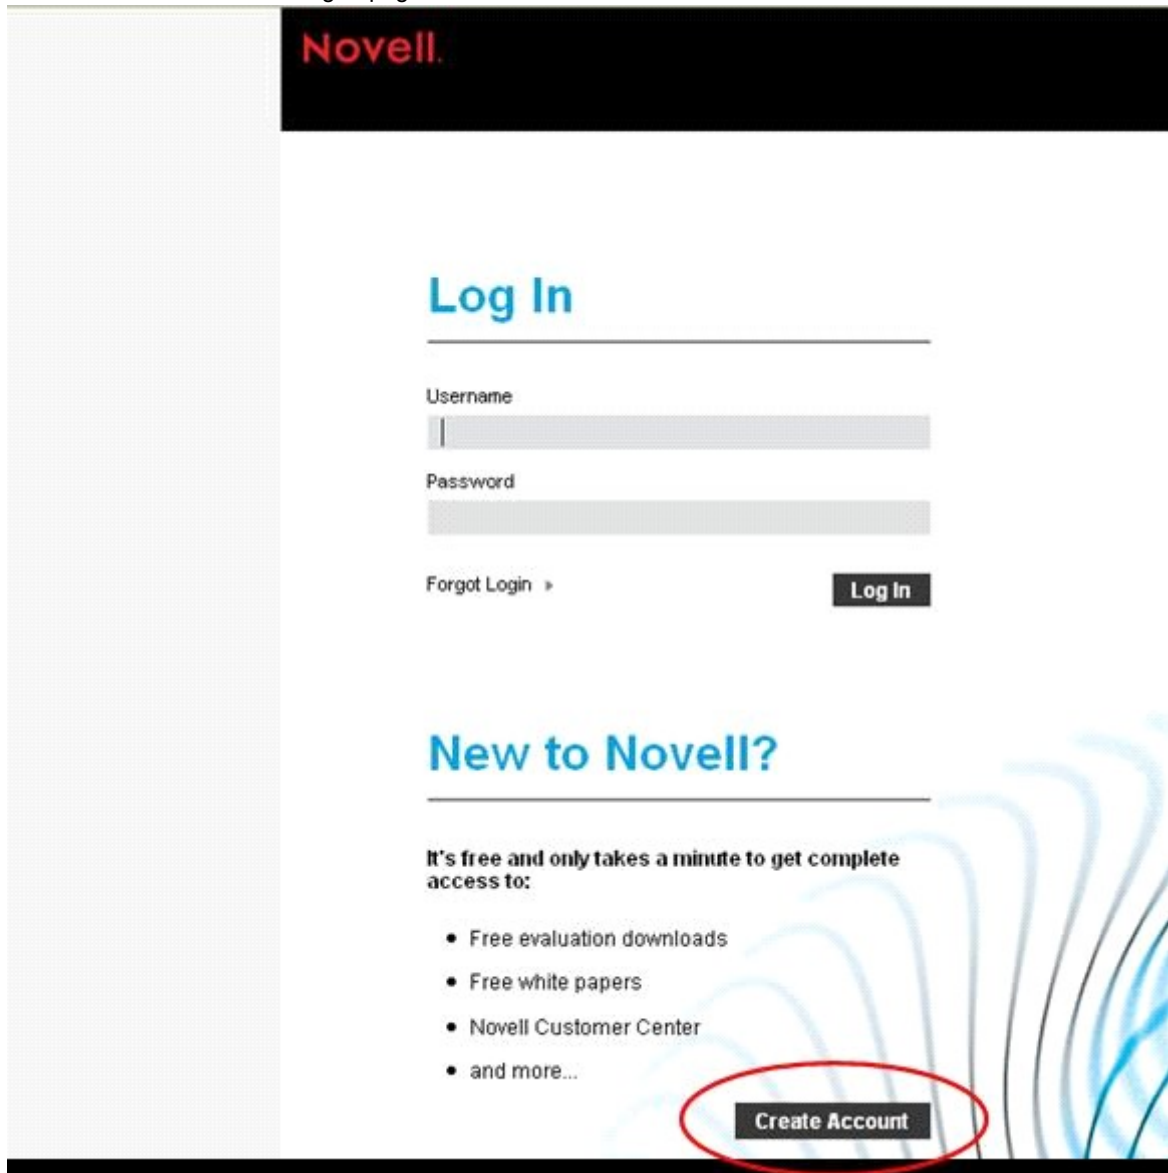 Novell.
Log In
Username
Password
Forgot Login »
Log In
New to Novell?
It's free and only takes a minute to get complete
access to:
• Free evaluation downloads
• Free white papers
• Novell Customer Center
• and more...
Create Account